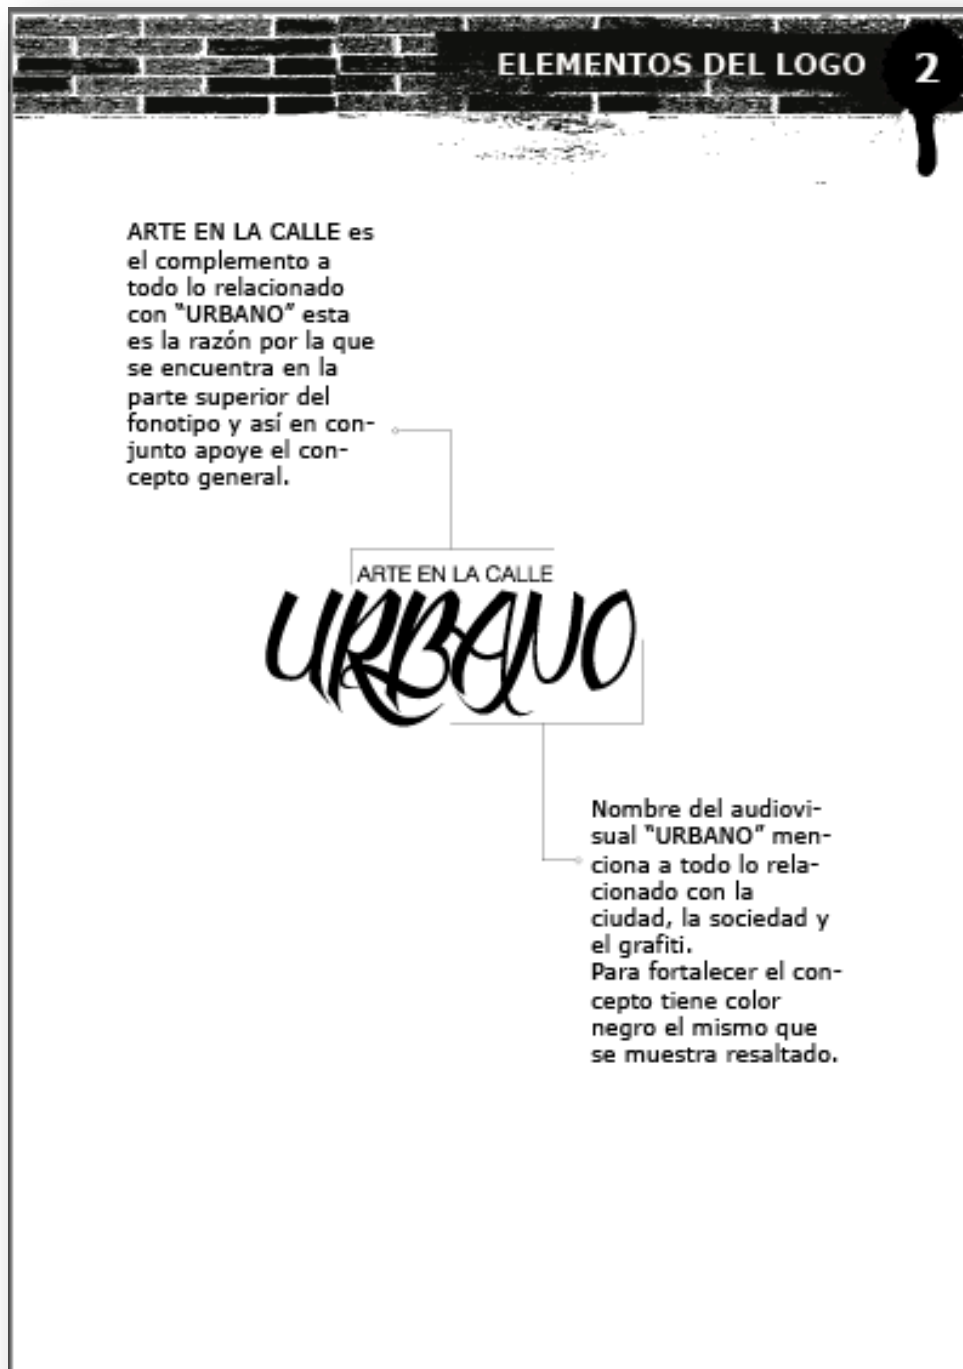 ELEMENTOS DEL LOGO 2
ARTE EN LA CALLE es
el complemento a
todo lo relacionado
con “URBANO” esta
es la razón por la que
se encuentra en la
parte superior del
fonotipo y así en con-
junto apoye el con-
cepto general.
ARTE EN LA CALLE
URBANO
Nombre del audiovi-
sual “URBANO” men-
ciona a todo lo rela-
cionado con la
ciudad, la sociedad y
el grafiti.
Para fortalecer el con-
cepto tiene color
negro el mismo que
se muestra resaltado.